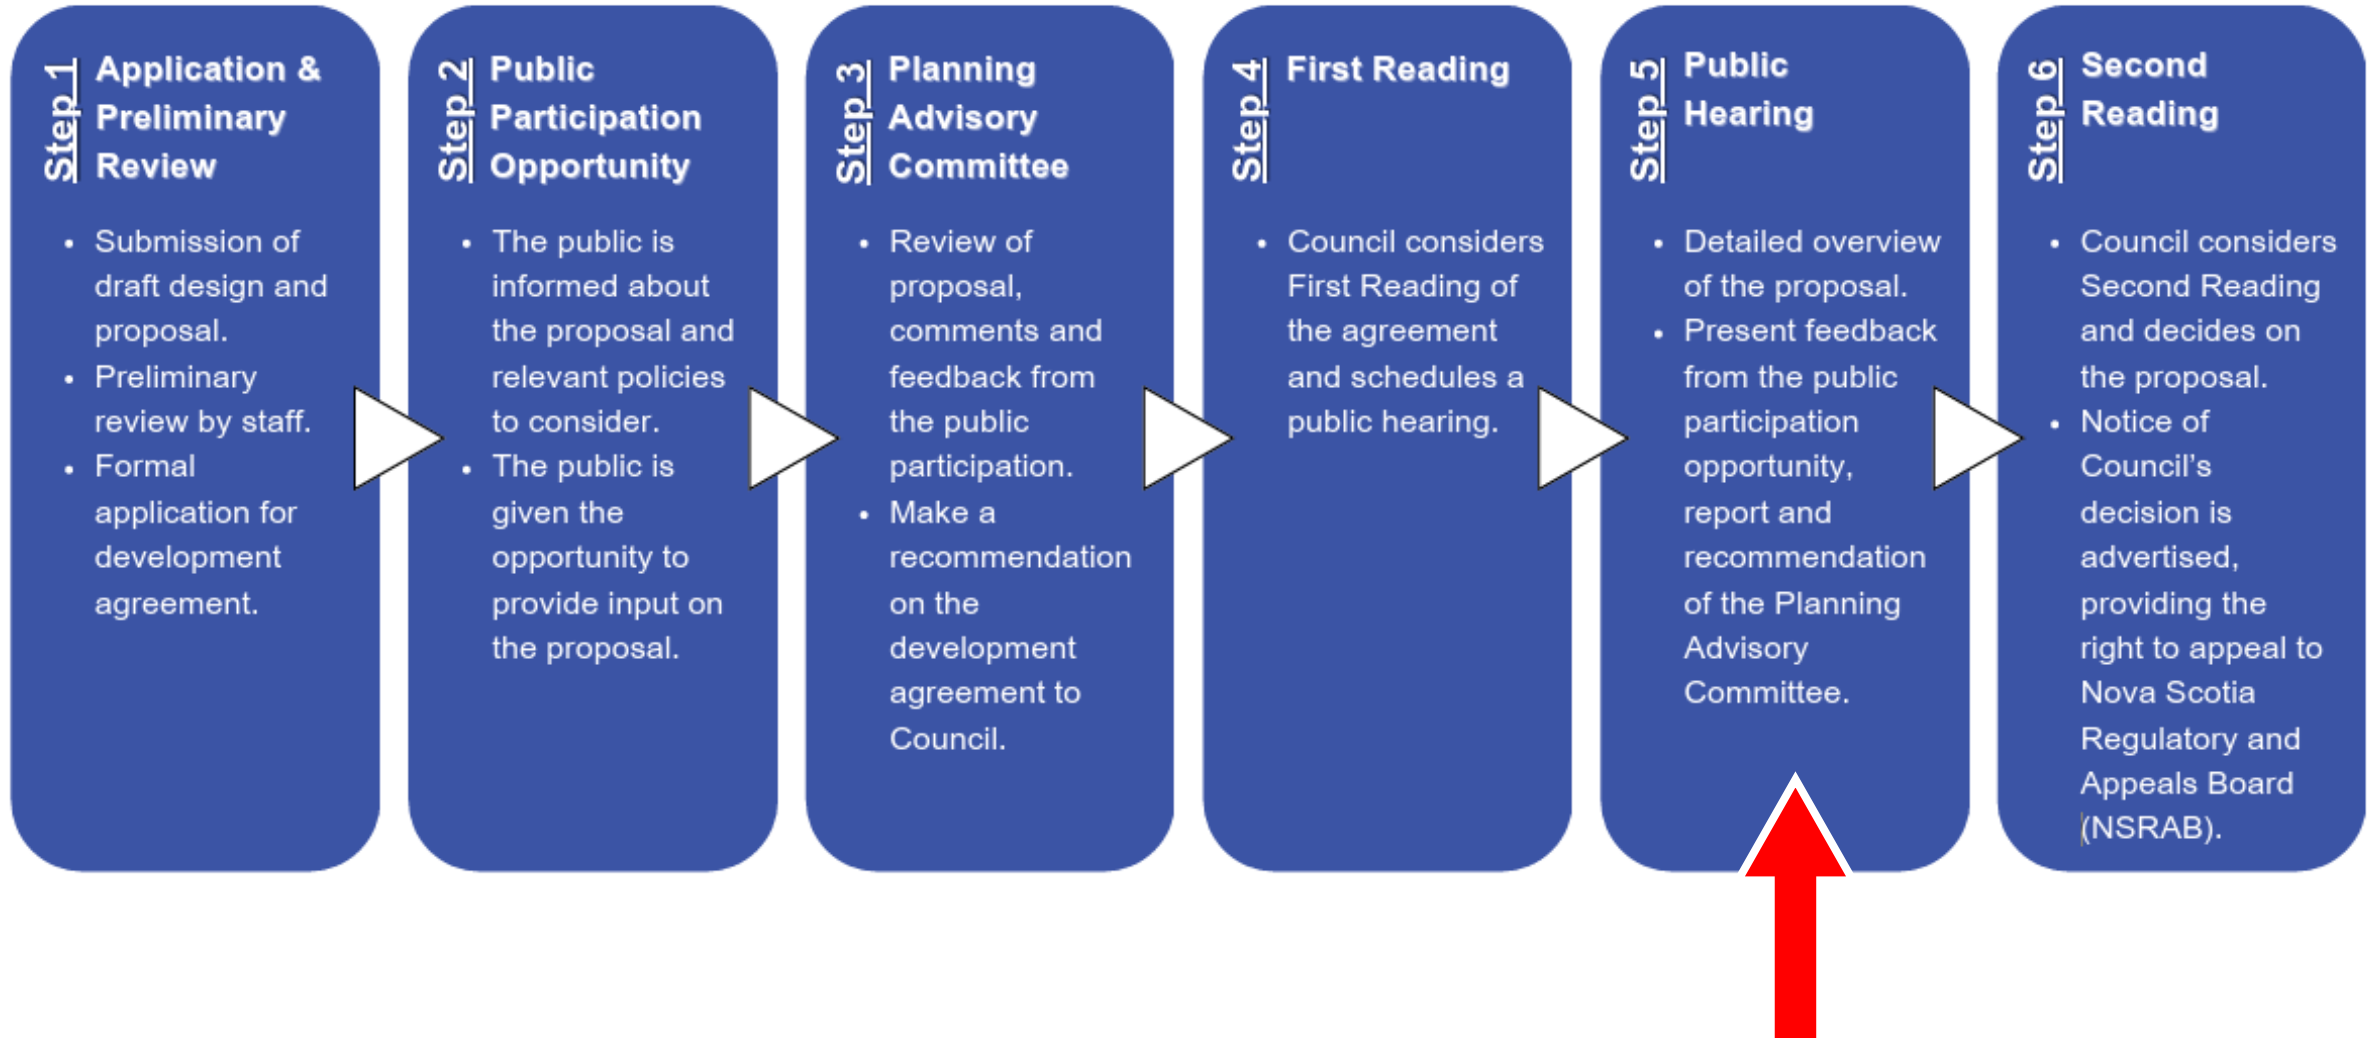 Step 1
Application &
Preliminary
Review
• Submission of
draft design and
proposal.
• Preliminary
review by staff.
• Formal
application for
development
agreement.
Step 2
Public
Participation
Opportunity
• The public is
informed about
the proposal and
relevant policies
to consider.
• The public is
given the
opportunity to
provide input on
the proposal.
Step 3
Planning
Advisory
Committee
• Review of
proposal,
comments and
feedback from
the public
participation.
• Make a
recommendation
on the
development
agreement to
Council.
Step 4
First Reading
• Council considers
First Reading of
the agreement
and schedules a
public hearing.
Step 5
Public
Hearing
• Detailed overview
of the proposal.
• Present feedback
from the public
participation
opportunity,
report and
recommendation
of the Planning
Advisory
Committee.
Step 6
Second
Reading
• Council considers
Second Reading
and decides on
the proposal.
• Notice of
Council’s
decision is
advertised,
providing the
right to appeal to
Nova Scotia
Regulatory and
Appeals Board
(NSRAB).